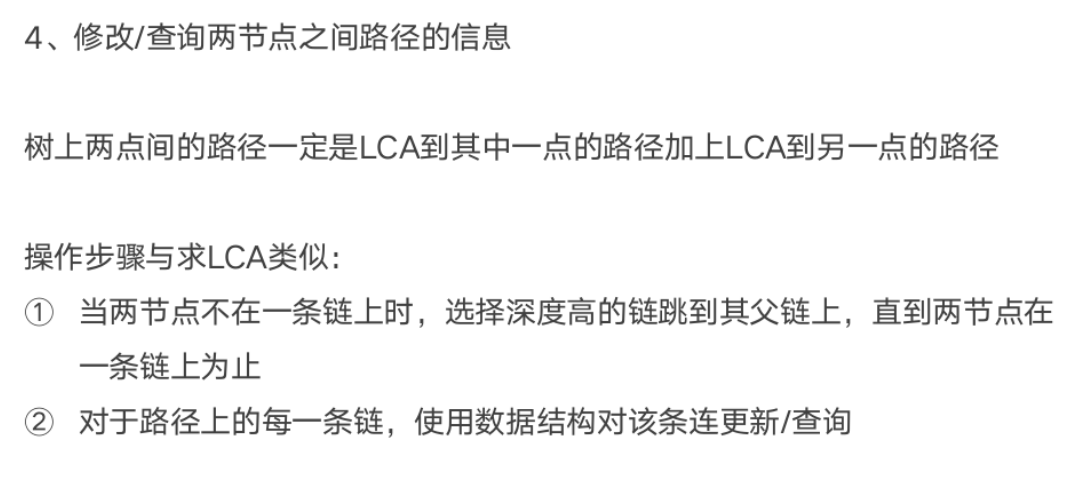 4、修改/查询两节点之间路径的信息
树上两点间的路径一定是LCA到其中一点的路径加上LCA到另一点的路径
操作步骤与求LCA类似：
① 当两节点不在一条链上时，选择深度高的链跳到其父链上，直到两节点在
一条链上为止
② 对于路径上的每一条链，使用数据结构对该条连更新/查询